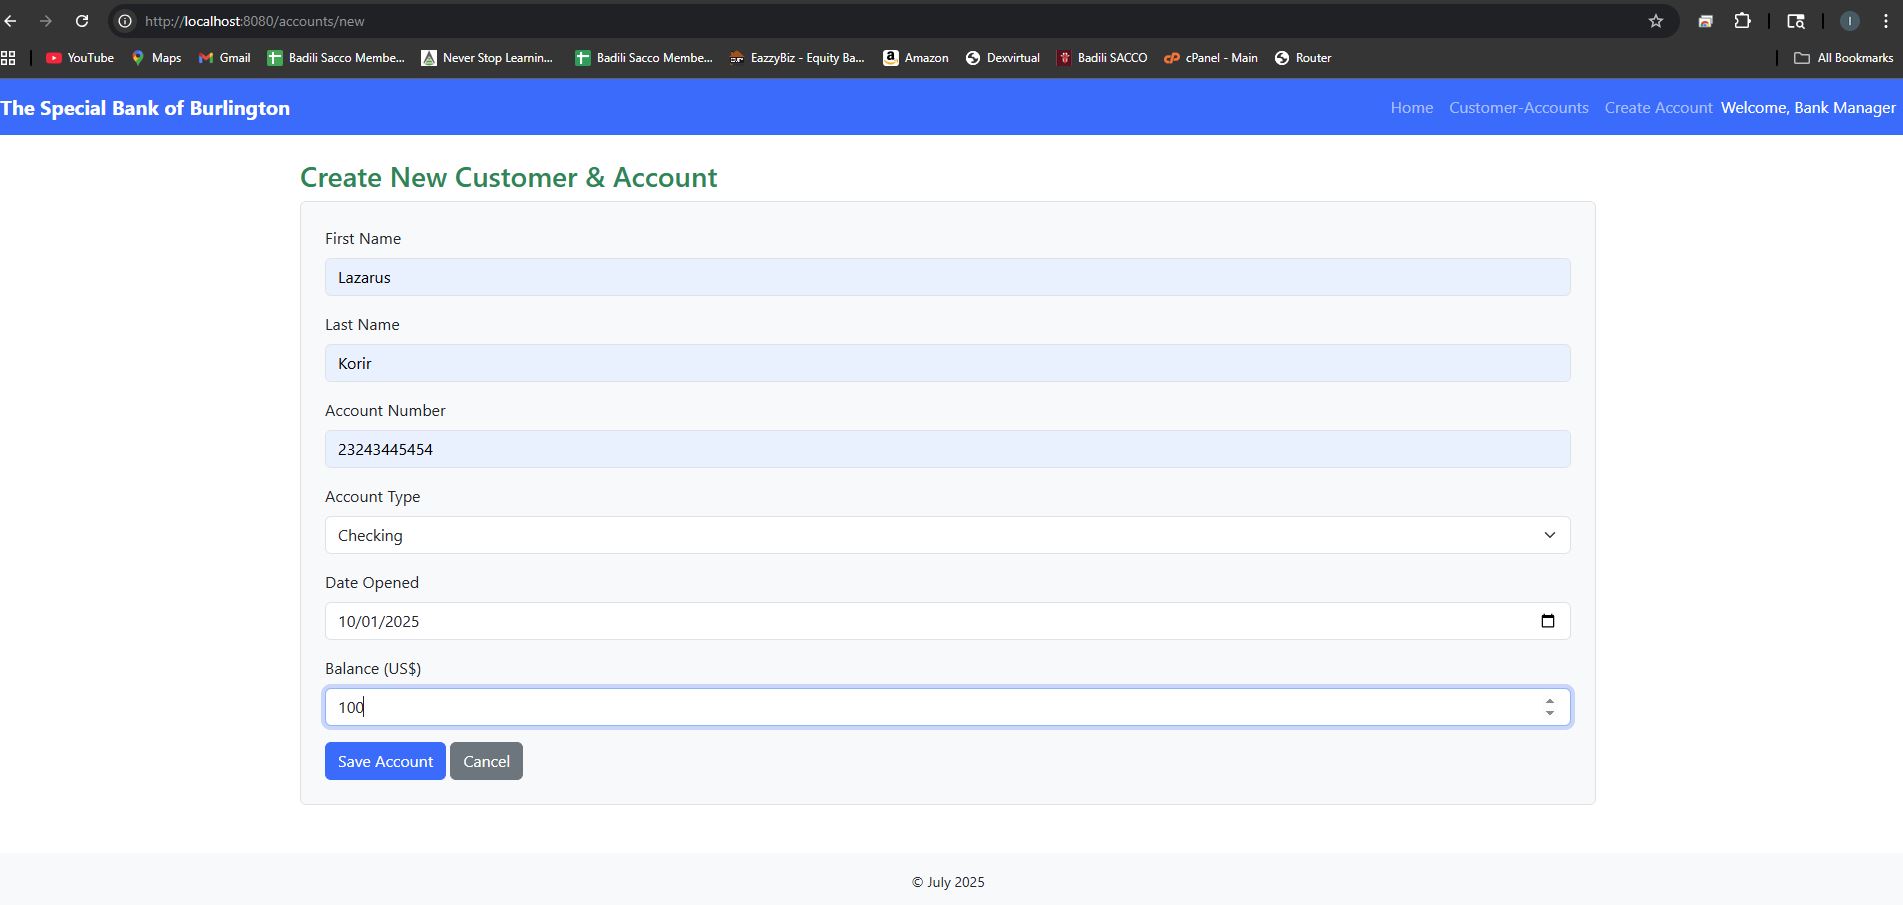 http://localhost:8080/accounts/new
YouTube Maps Gmail Badili Sacco Membe... Never Stop Learnin... Badili Sacco Membe... EazzyBiz - Equity Ba... Amazon Dexvirtual Badili SACCO cPanel - Main Router All Bookmarks
The Special Bank of Burlington Home Customer-Accounts Create Account Welcome, Bank Manager
Create New Customer & Account
First Name
Lazarus
Last Name
Korir
Account Number
23243445454
Account Type
Checking
Date Opened
10/01/2025
Balance (US$)
100
Save Account Cancel
© July 2025